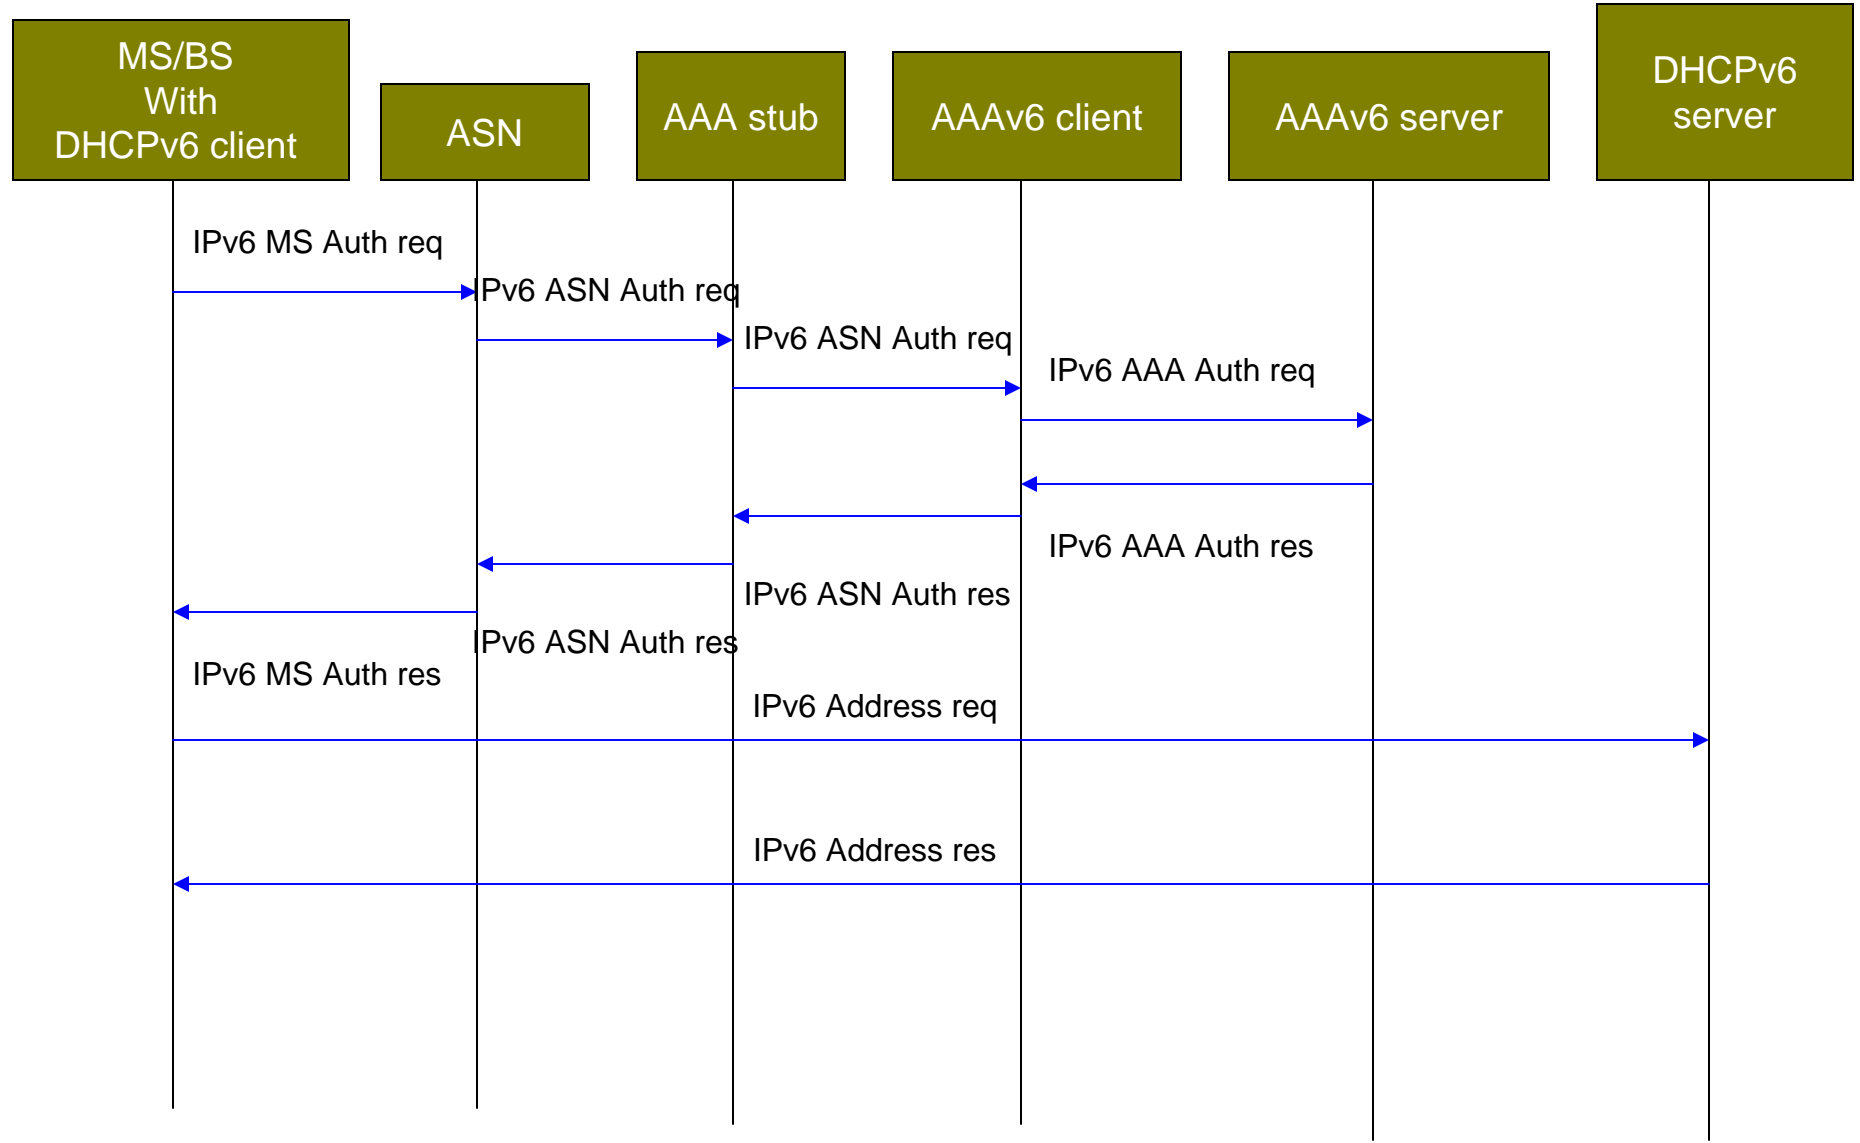 MS/BS
With
DHCPv6 client
ASN
AAA stub
AAAv6 client
AAAv6 server
DHCPv6
server
IPv6 MS Auth req
IPv6 ASN Auth req
IPv6 ASN Auth req
IPv6 AAA Auth req
IPv6 AAA Auth res
IPv6 ASN Auth res
IPv6 ASN Auth res
IPv6 MS Auth res
IPv6 Address req
IPv6 Address res